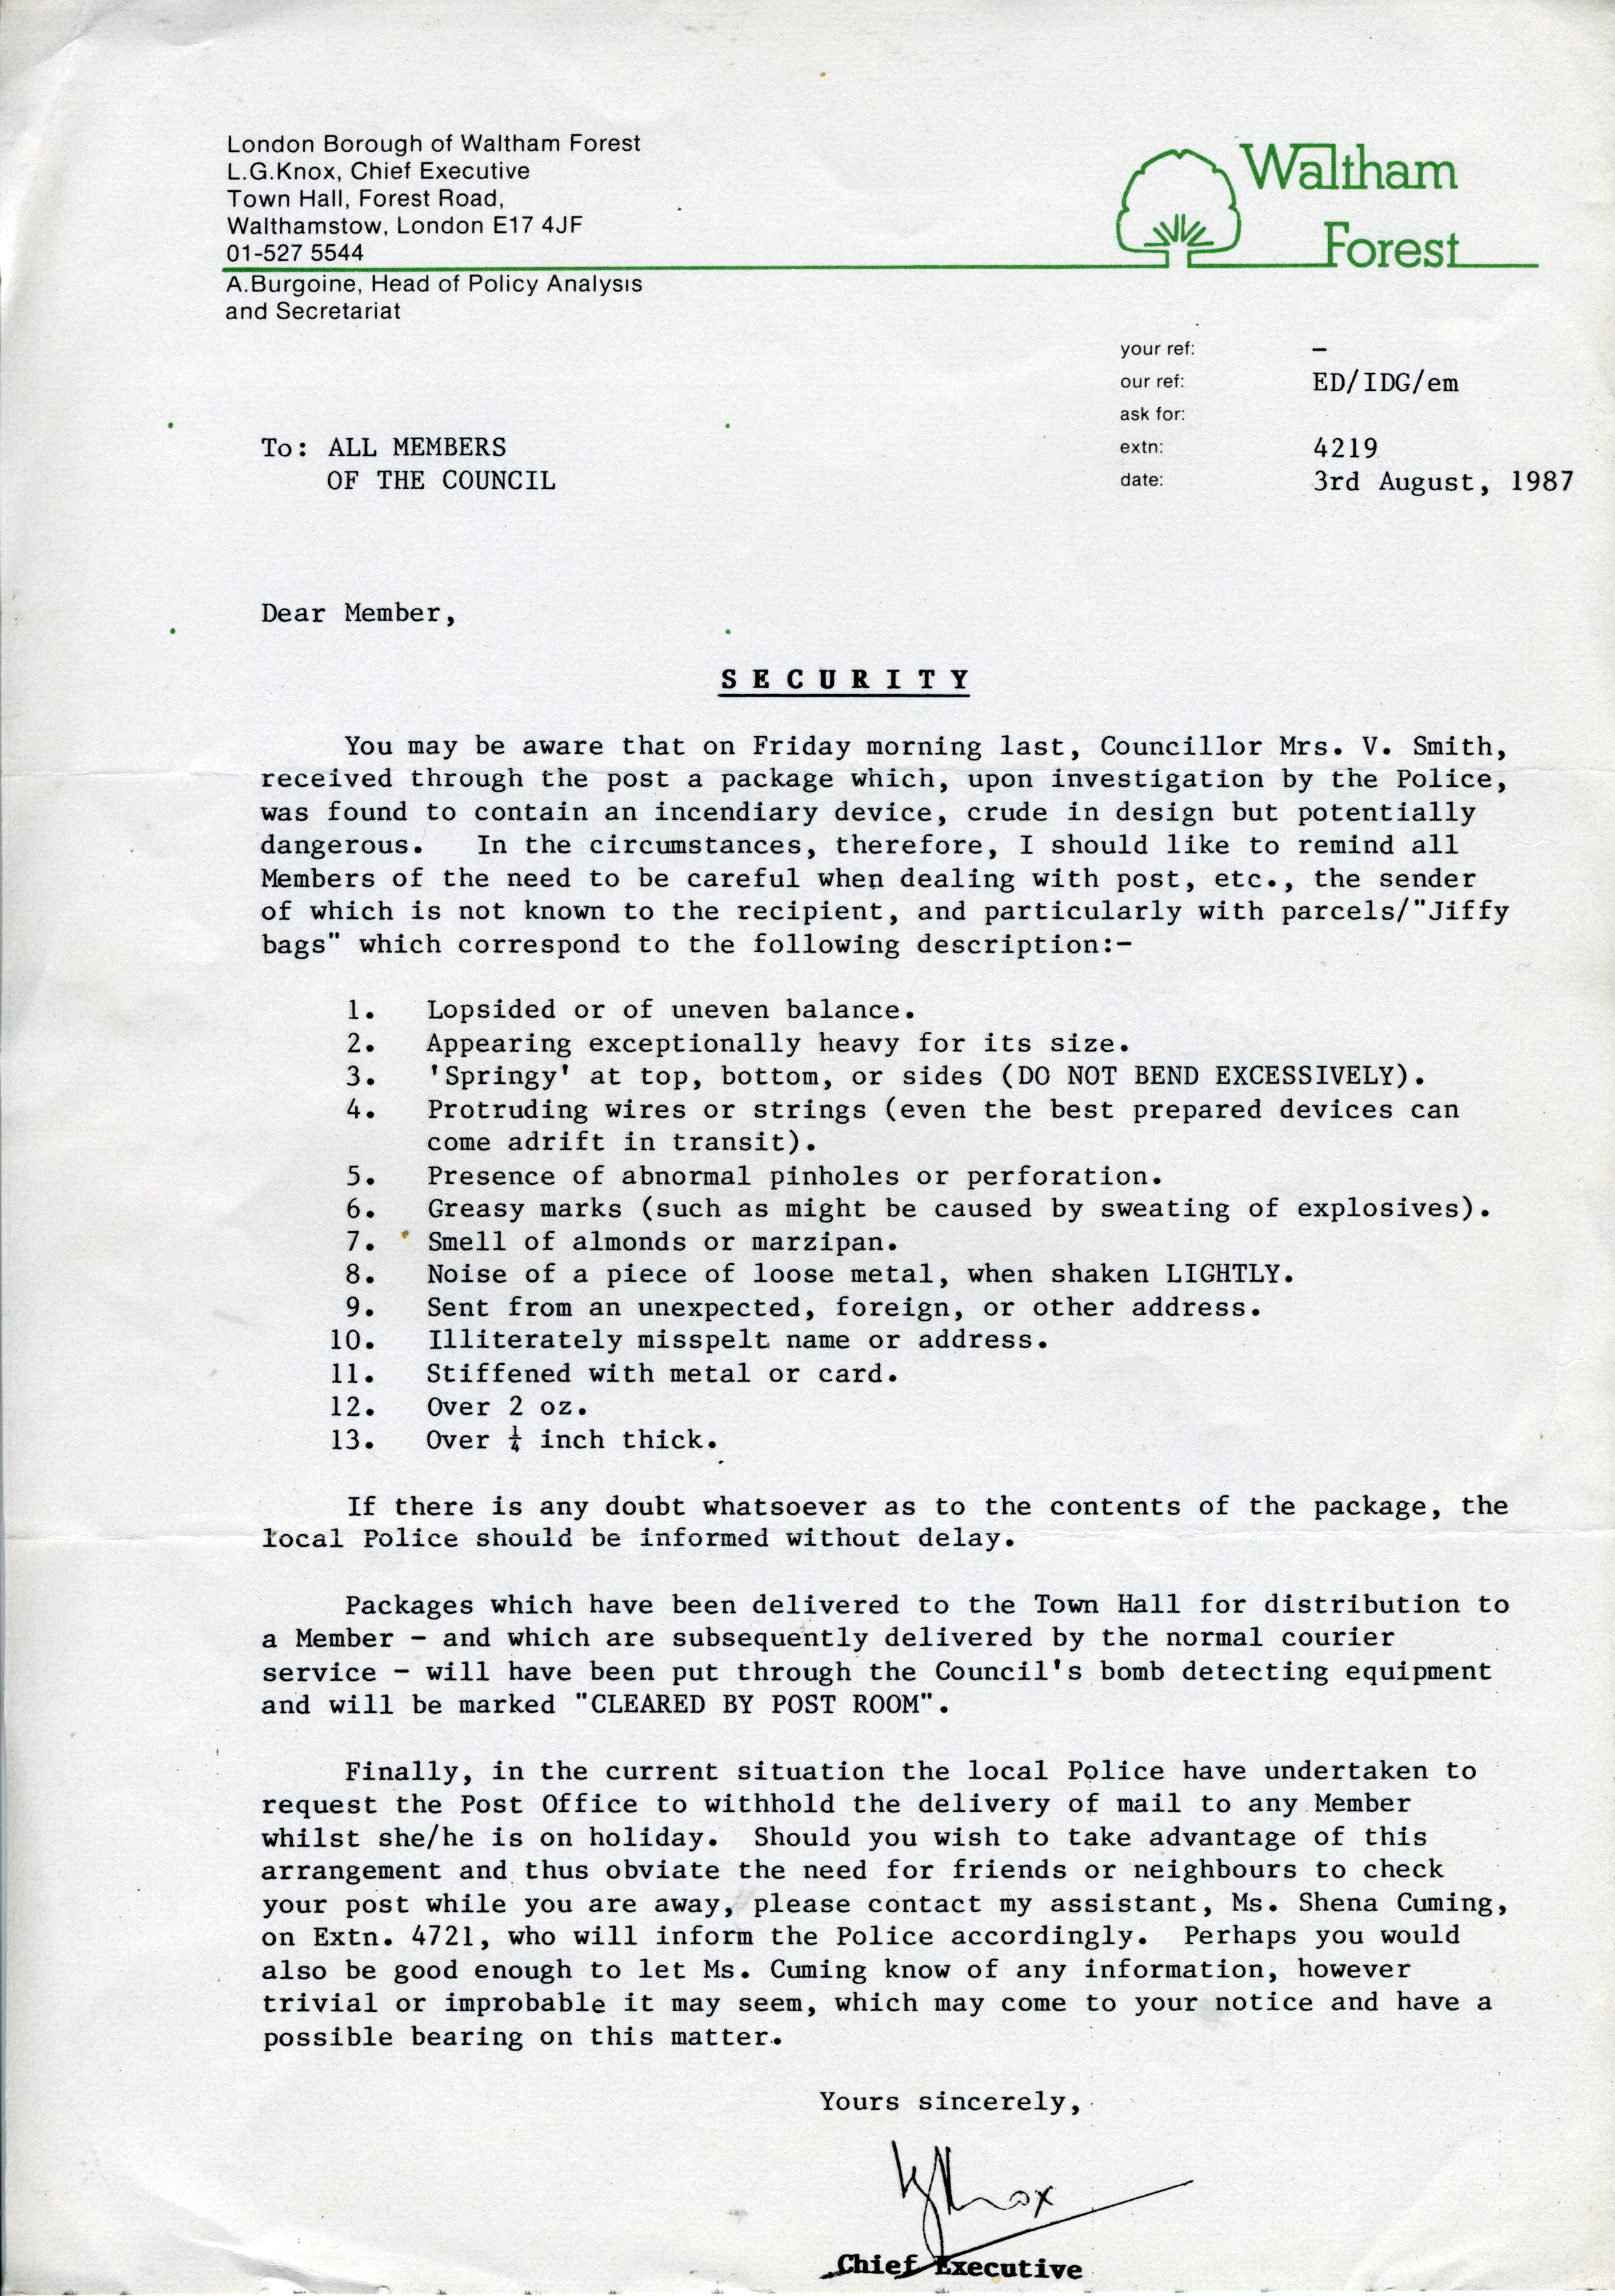 London Borough of Waltham Forest
L.G.Knox, Chief Executive
Town Hall, Forest Road,
Walthamstow, London E17 4JF
01-527 5544
A.Burgoine, Head of Policy Analysis
and Secretariat
Waltham
Forest
your ref: –
our ref: ED/IDG/em
ask for:
extn: 4219
date: 3rd August, 1987
To: ALL MEMBERS
OF THE COUNCIL
Dear Member,
S E C U R I T Y
You may be aware that on Friday morning last, Councillor Mrs. V. Smith,
received through the post a package which, upon investigation by the Police,
was found to contain an incendiary device, crude in design but potentially
dangerous. In the circumstances, therefore, I should like to remind all
Members of the need to be careful when dealing with post, etc., the sender
of which is not known to the recipient, and particularly with parcels/"Jiffy
bags" which correspond to the following description:-
1. Lopsided or of uneven balance.
2. Appearing exceptionally heavy for its size.
3. 'Springy' at top, bottom, or sides (DO NOT BEND EXCESSIVELY).
4. Protruding wires or strings (even the best prepared devices can
come adrift in transit).
5. Presence of abnormal pinholes or perforation.
6. Greasy marks (such as might be caused by sweating of explosives).
7. Smell of almonds or marzipan.
8. Noise of a piece of loose metal, when shaken LIGHTLY.
9. Sent from an unexpected, foreign, or other address.
10. Illiterately misspelt name or address.
11. Stiffened with metal or card.
12. Over 2 oz.
13. Over ¼ inch thick.
If there is any doubt whatsoever as to the contents of the package, the
local Police should be informed without delay.
Packages which have been delivered to the Town Hall for distribution to
a Member - and which are subsequently delivered by the normal courier
service - will have been put through the Council's bomb detecting equipment
and will be marked "CLEARED BY POST ROOM".
Finally, in the current situation the local Police have undertaken to
request the Post Office to withhold the delivery of mail to any Member
whilst she/he is on holiday. Should you wish to take advantage of this
arrangement and thus obviate the need for friends or neighbours to check
your post while you are away, please contact my assistant, Ms. Shena Cuming,
on Extn. 4721, who will inform the Police accordingly. Perhaps you would
also be good enough to let Ms. Cuming know of any information, however
trivial or improbable it may seem, which may come to your notice and have a
possible bearing on this matter.
Yours sincerely,
LGKnox
Chief Executive